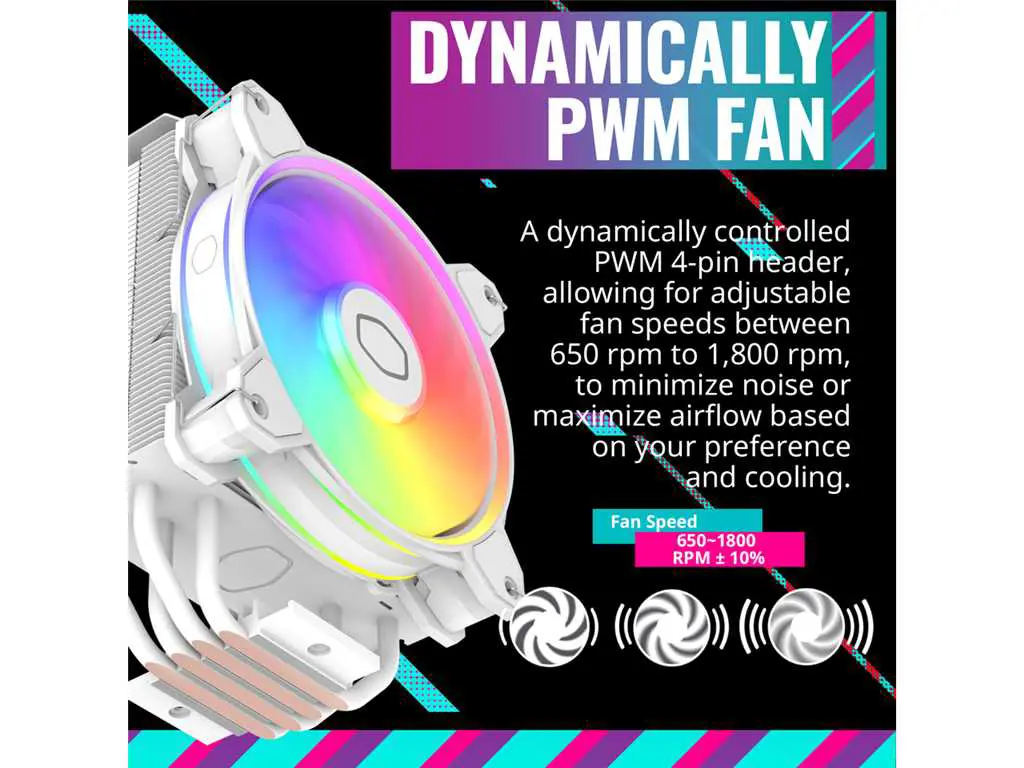 DYNAMICALLY
PWM FAN
A dynamically controlled
PWM 4-pin header,
allowing for adjustable
fan speeds between
650 rpm to 1,800 rpm,
to minimize noise or
maximize airflow based
on your preference
and cooling.
Fan Speed
650~1800
RPM ± 10%